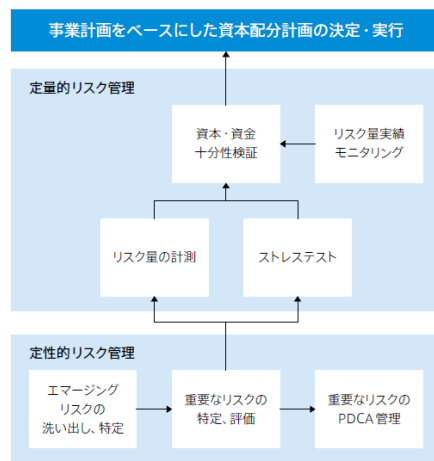 事業計画をベースにした資本配分計画の決定・実行
定量的リスク管理
資本・資金
十分性検証
リスク量実績
モニタリング
リスク量の計測
ストレステスト
定性的リスク管理
エマージング
リスクの
洗い出し、特定
重要なリスクの
特定、評価
重要なリスクの
PDCA管理